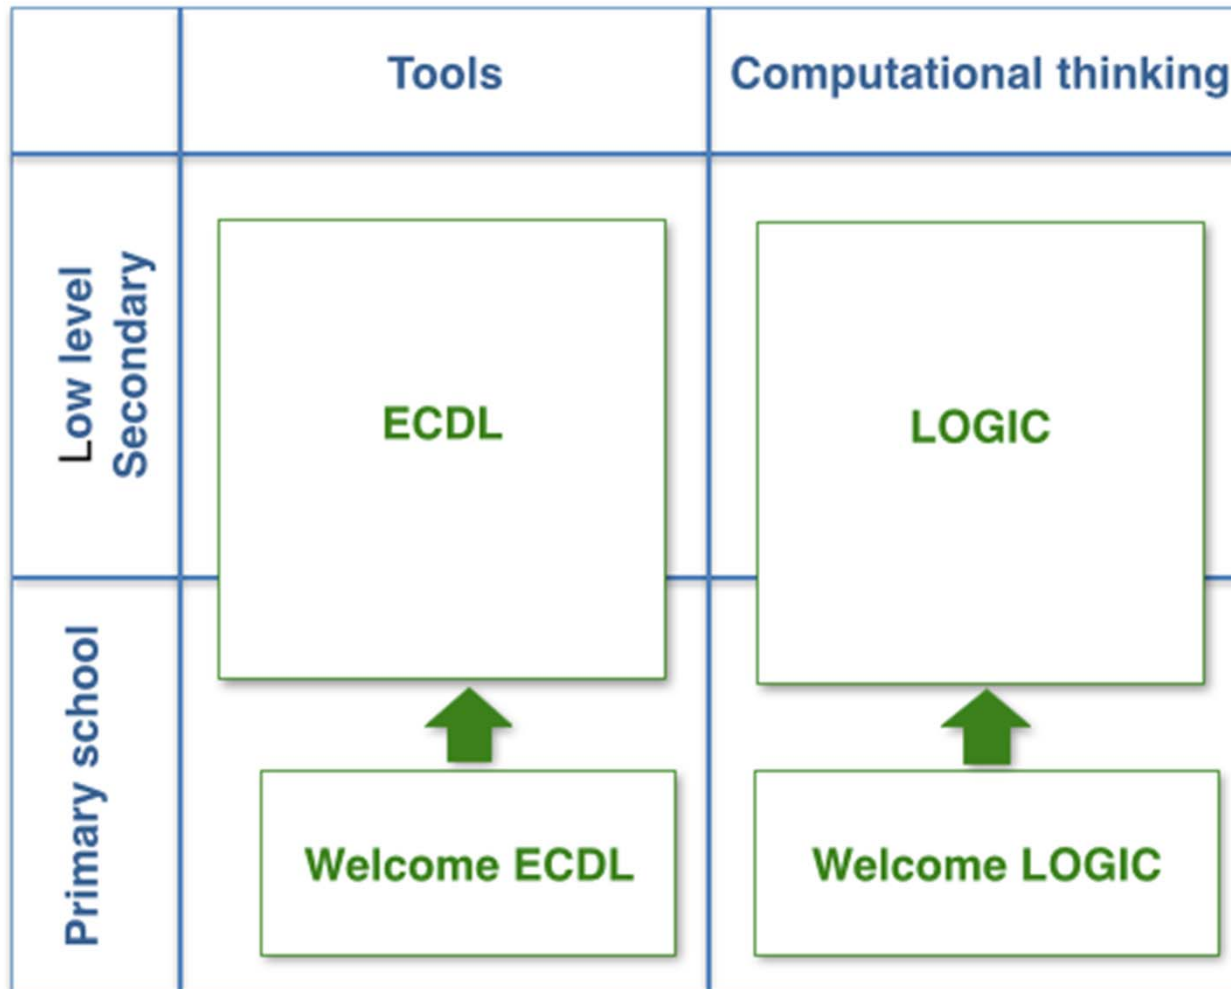 Tools
Computational thinking
Low level
Secondary
ECDL
LOGIC
Primary school
Welcome ECDL
Welcome LOGIC